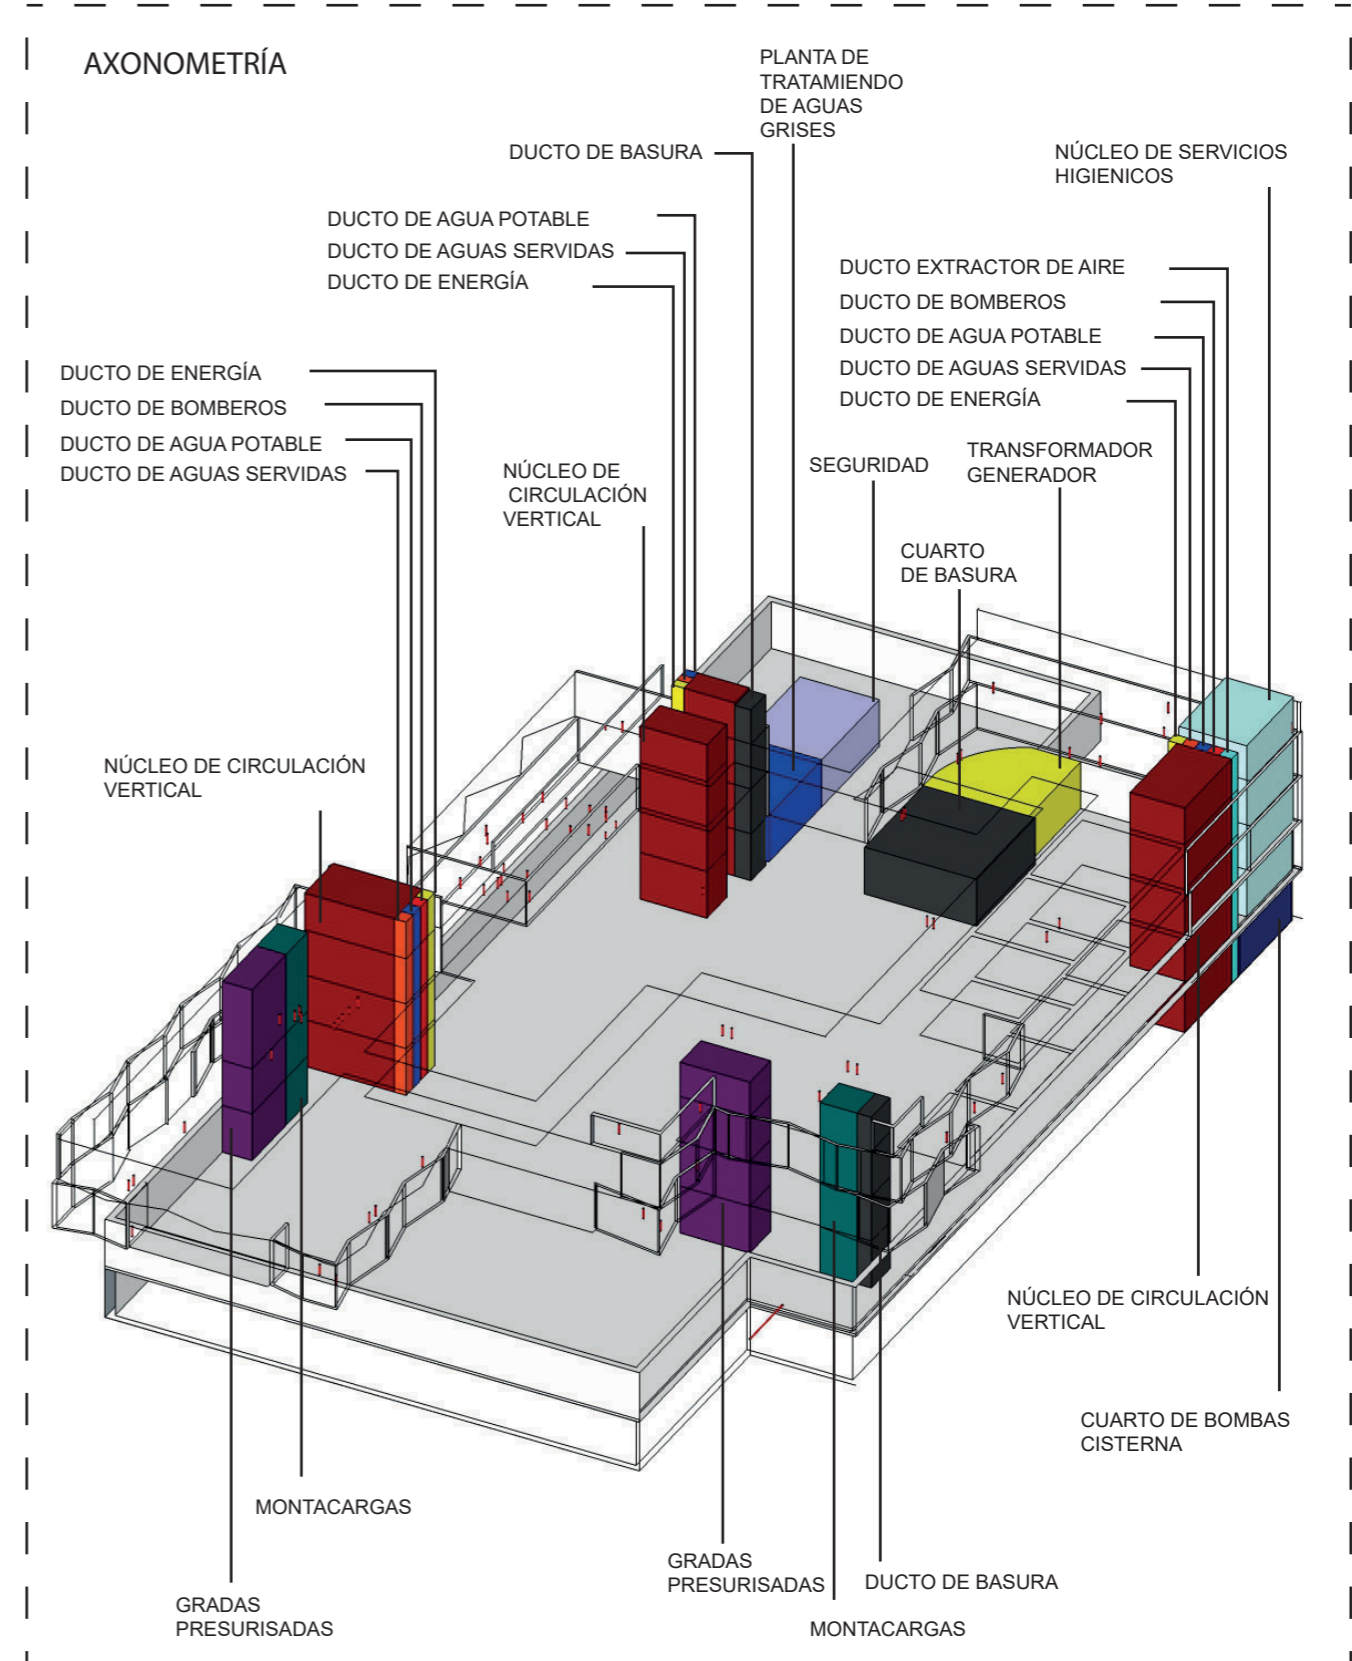 AXONOMETRÍA
PLANTA DE
TRATAMIENDO
DE AGUAS
GRISES
DUCTO DE BASURA
NÚCLEO DE SERVICIOS
HIGIENICOS
DUCTO DE AGUA POTABLE
DUCTO DE AGUAS SERVIDAS
DUCTO DE ENERGÍA
DUCTO EXTRACTOR DE AIRE
DUCTO DE BOMBEROS
DUCTO DE AGUA POTABLE
DUCTO DE AGUAS SERVIDAS
DUCTO DE ENERGÍA
DUCTO DE ENERGÍA
DUCTO DE BOMBEROS
DUCTO DE AGUA POTABLE
DUCTO DE AGUAS SERVIDAS
NÚCLEO DE
CIRCULACIÓN
VERTICAL
SEGURIDAD
TRANSFORMADOR
GENERADOR
CUARTO
DE BASURA
NÚCLEO DE CIRCULACIÓN
VERTICAL
NÚCLEO DE CIRCULACIÓN
VERTICAL
CUARTO DE BOMBAS
CISTERNA
MONTACARGAS
GRADAS
PRESURISADAS
DUCTO DE BASURA
GRADAS
PRESURISADAS
MONTACARGAS